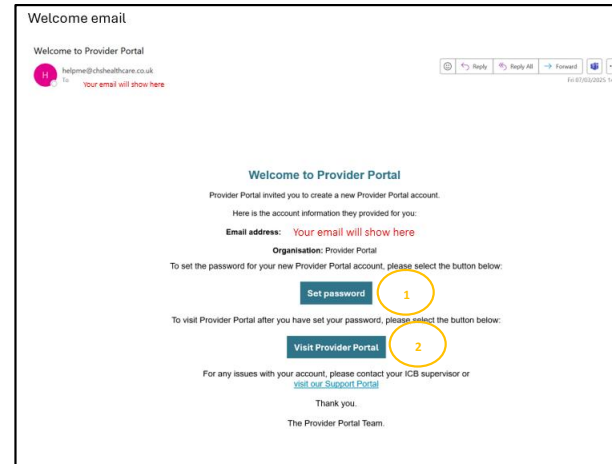 Welcome email
Welcome to Provider Portal
H
helpme@chshealthcare.co.uk
To
Your email will show here
Reply
Reply All
Forward
Fri 07/03/2025
Welcome to Provider Portal
Provider Portal invited you to create a new Provider Portal account.
Here is the account information they provided for you:
Email address: Your email will show here
Organisation: Provider Portal
To set the password for your new Provider Portal account, please select the button below:
Set password
1
To visit Provider Portal after you have set your password, please select the button below:
Visit Provider Portal
2
For any issues with your account, please contact your ICB supervisor or
visit our Support Portal
Thank you.
The Provider Portal Team.